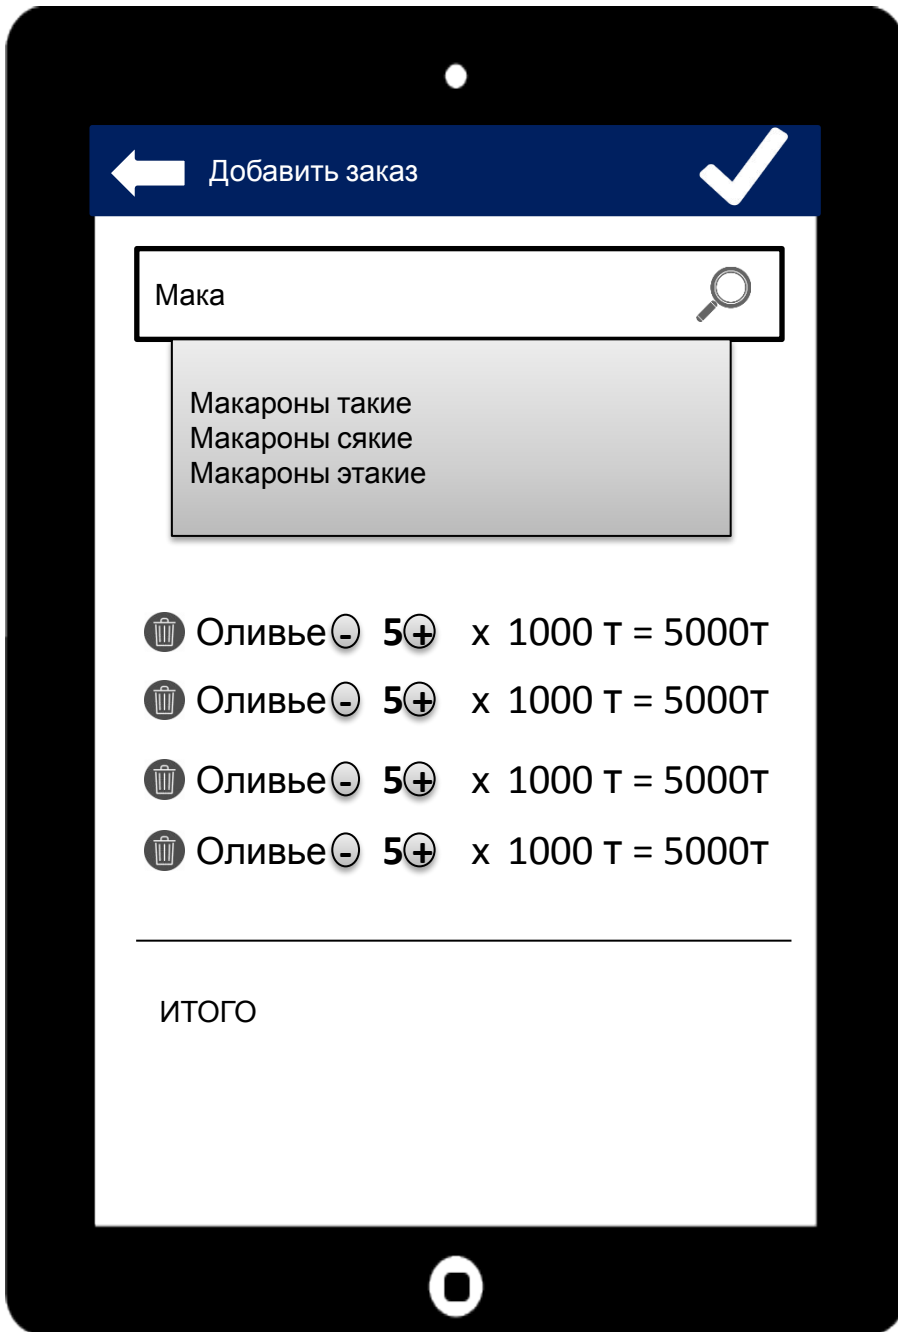 Добавить заказ
Мака
Макароны такие
Макароны сякие
Макароны этакие
Оливье - 5 + х 1000 т = 5000т
Оливье - 5 + х 1000 т = 5000т
Оливье - 5 + х 1000 т = 5000т
Оливье - 5 + х 1000 т = 5000т
ИТОГО